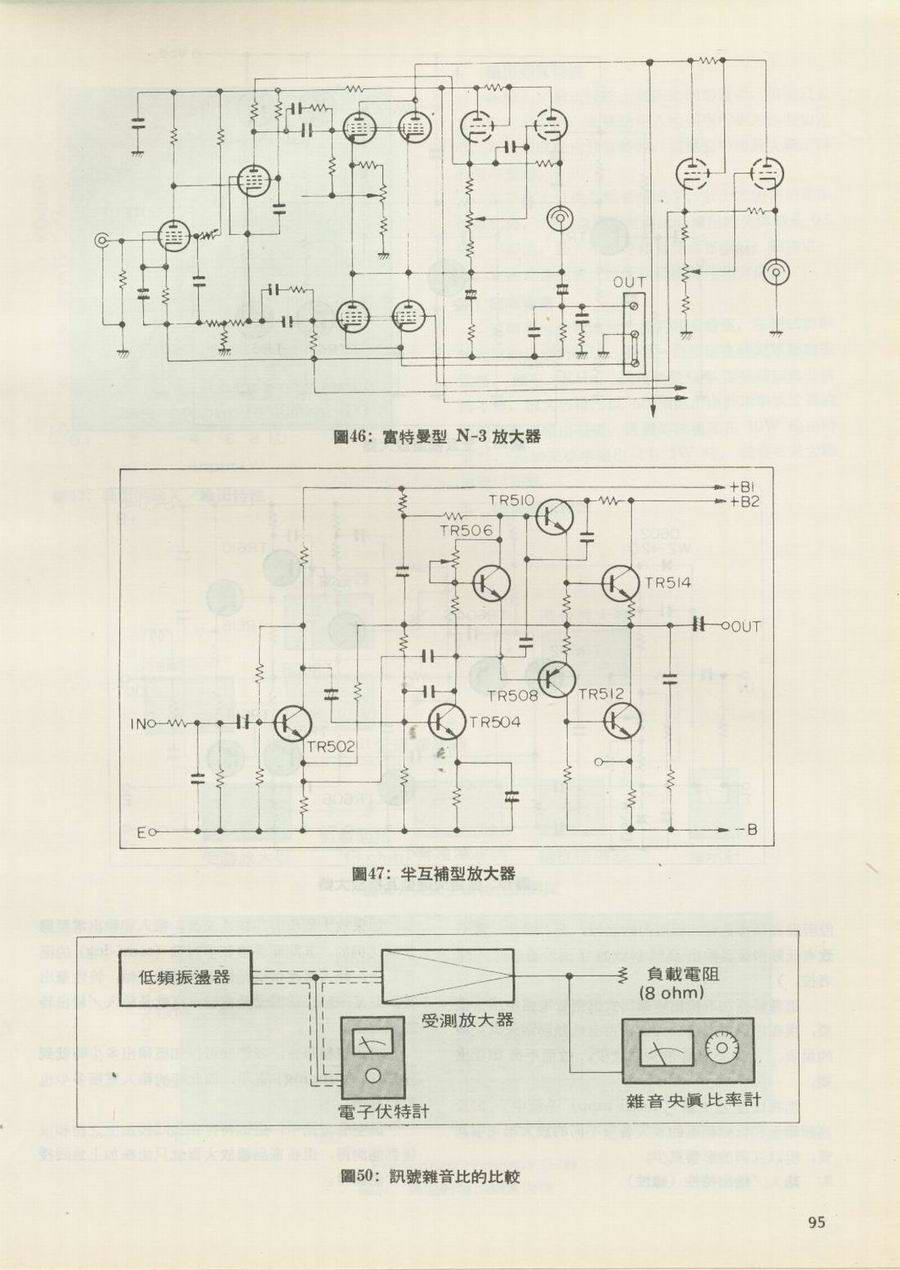 OUT
圖46：富特曼型 N-3 放大器
+B1
+B2
TR510
TR506
TR514
OUT
TR508
TR512
IN
TR504
TR502
E
-B
圖47：半互補型放大器
低頻振盪器
負載電阻
(8 ohm)
受測放大器
電子伏特計
雜音央眞比率計
圖50：訊號雜音比的比較
95